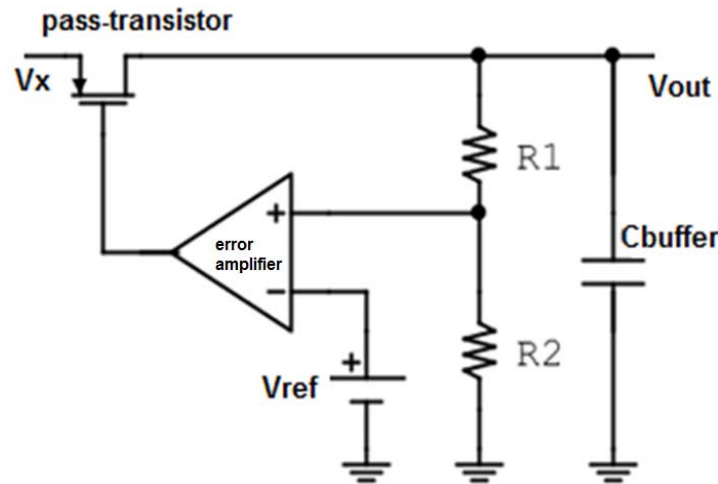 pass-transistor
Vx
Vout
R1
+
error
amplifier
Cbuffer
-
R2
+
Vref